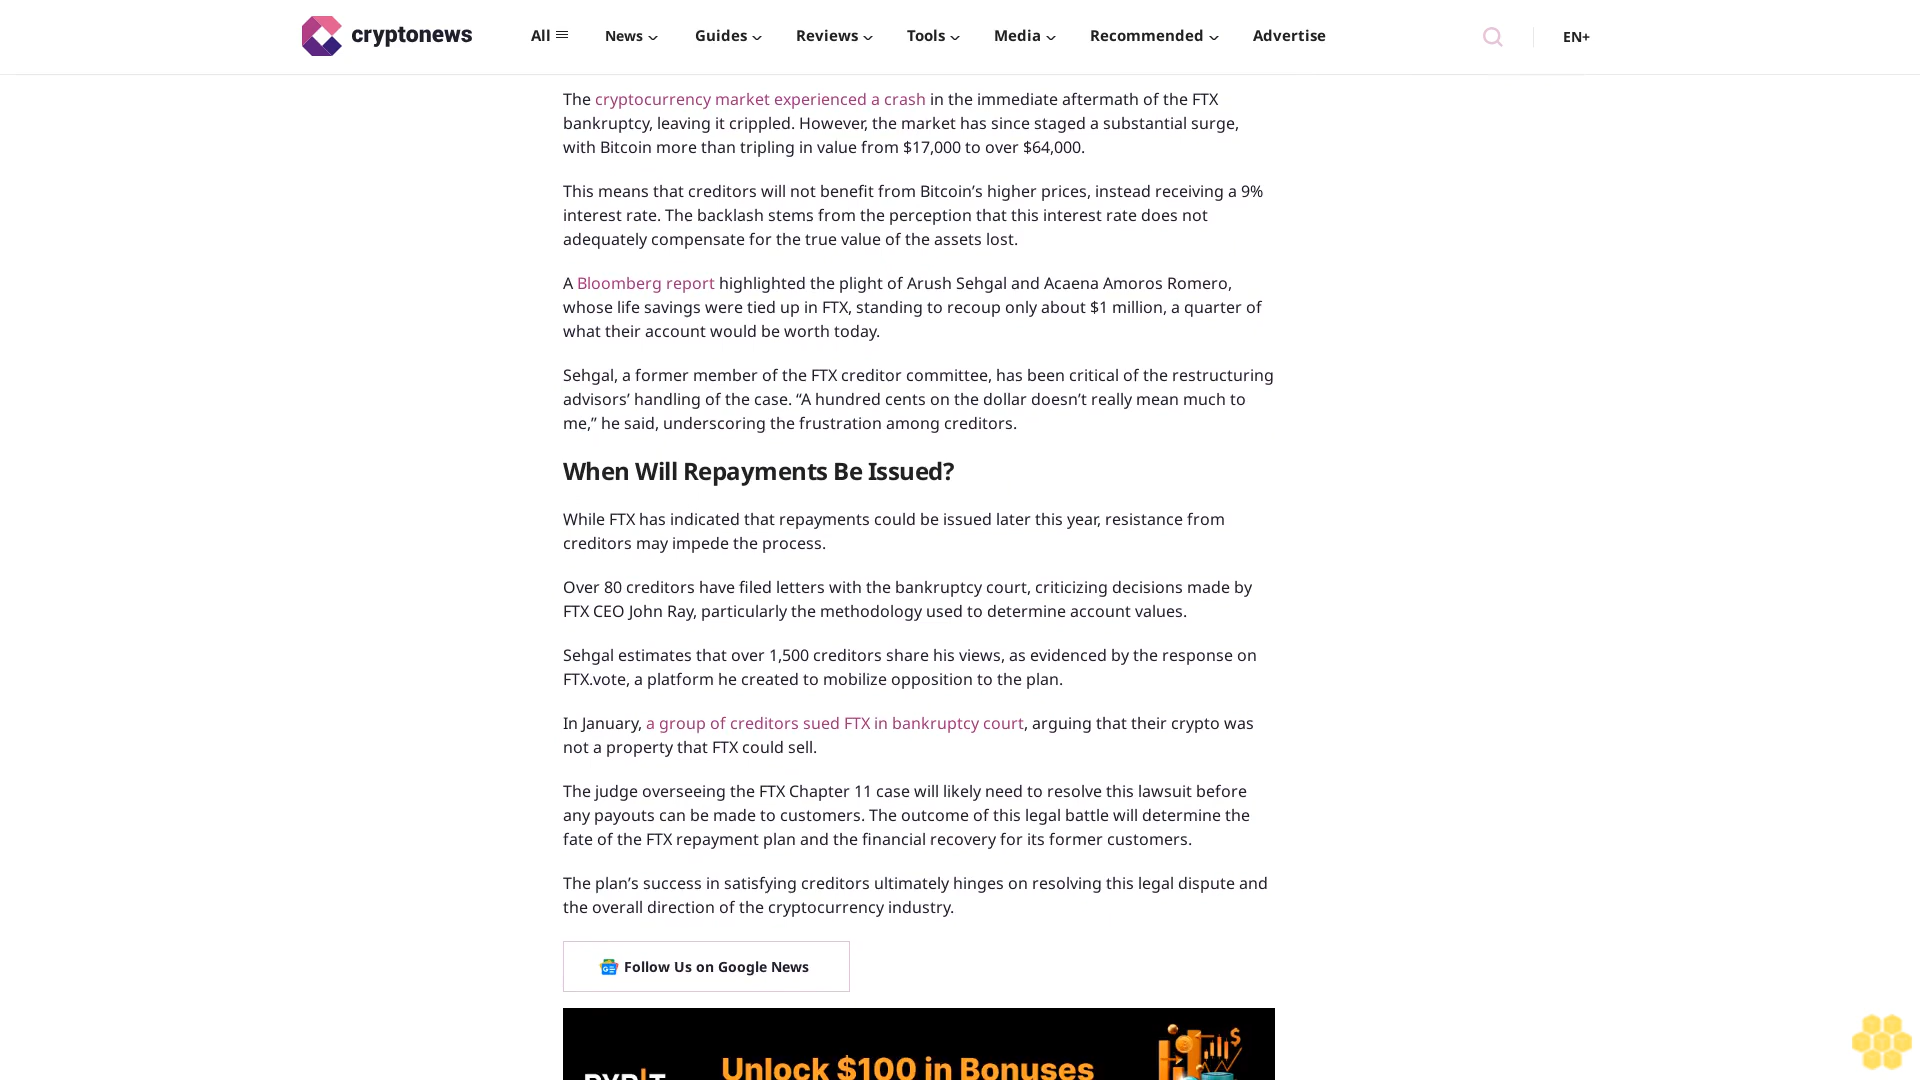 cryptonews
All
News
Guides
Reviews
Tools
Media
Recommended
Advertise
EN+
The cryptocurrency market experienced a crash in the immediate aftermath of the FTX
bankruptcy, leaving it crippled. However, the market has since staged a substantial surge,
with Bitcoin more than tripling in value from $17,000 to over $64,000.
This means that creditors will not benefit from Bitcoin’s higher prices, instead receiving a 9%
interest rate. The backlash stems from the perception that this interest rate does not
adequately compensate for the true value of the assets lost.
A Bloomberg report highlighted the plight of Arush Sehgal and Acaena Amoros Romero,
whose life savings were tied up in FTX, standing to recoup only about $1 million, a quarter of
what their account would be worth today.
Sehgal, a former member of the FTX creditor committee, has been critical of the restructuring
advisors’ handling of the case. “A hundred cents on the dollar doesn’t really mean much to
me,” he said, underscoring the frustration among creditors.
When Will Repayments Be Issued?
While FTX has indicated that repayments could be issued later this year, resistance from
creditors may impede the process.
Over 80 creditors have filed letters with the bankruptcy court, criticizing decisions made by
FTX CEO John Ray, particularly the methodology used to determine account values.
Sehgal estimates that over 1,500 creditors share his views, as evidenced by the response on
FTX.vote, a platform he created to mobilize opposition to the plan.
In January, a group of creditors sued FTX in bankruptcy court, arguing that their crypto was
not a property that FTX could sell.
The judge overseeing the FTX Chapter 11 case will likely need to resolve this lawsuit before
any payouts can be made to customers. The outcome of this legal battle will determine the
fate of the FTX repayment plan and the financial recovery for its former customers.
The plan’s success in satisfying creditors ultimately hinges on resolving this legal dispute and
the overall direction of the cryptocurrency industry.
Follow Us on Google News
Unlock $100 in Bonuses